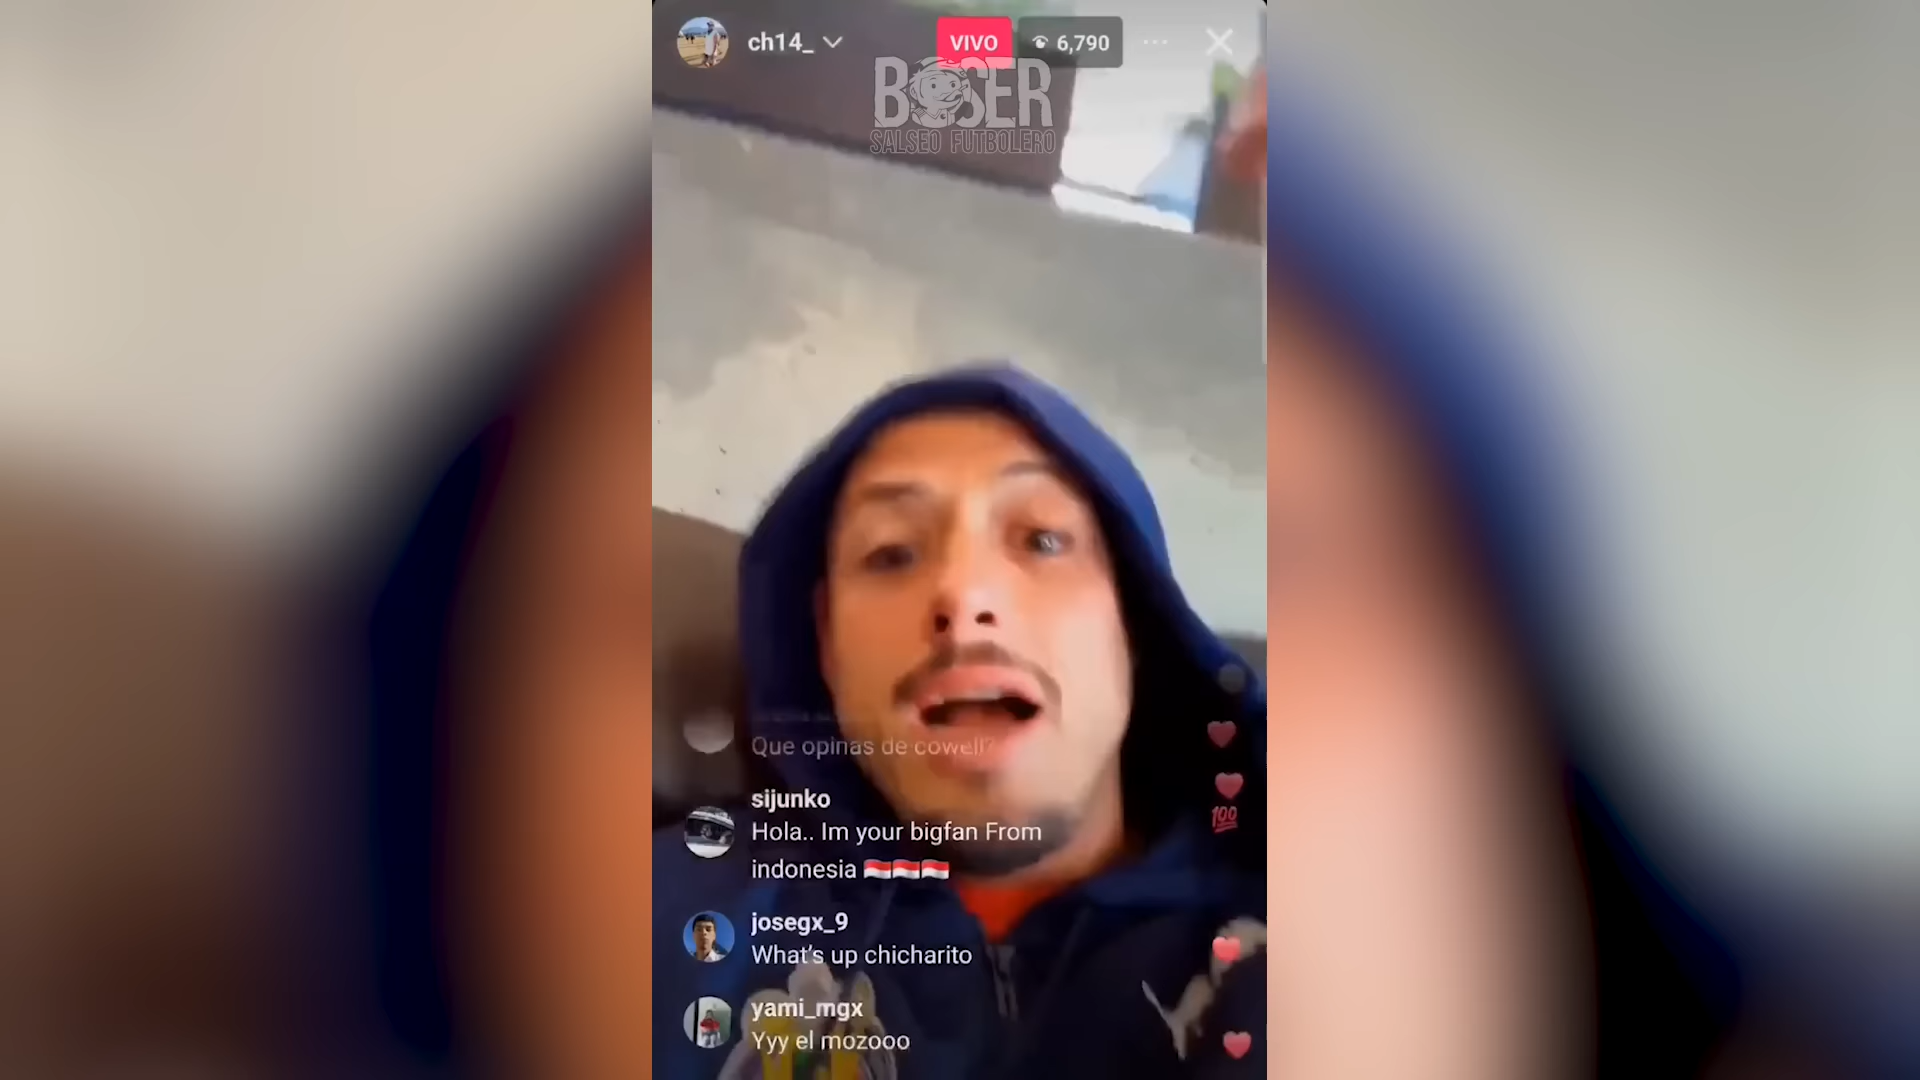 ch14_
VIVO
6,790
BOSER
SALSEO FUTBOLERO
Que opinas de cowell?
sijunko
Hola.. Im your bigfan From
indonesia 🇮🇩🇮🇩🇮🇩
💯
josegx_9
What's up chicharito
yami_mgx
Yyy el mozooo